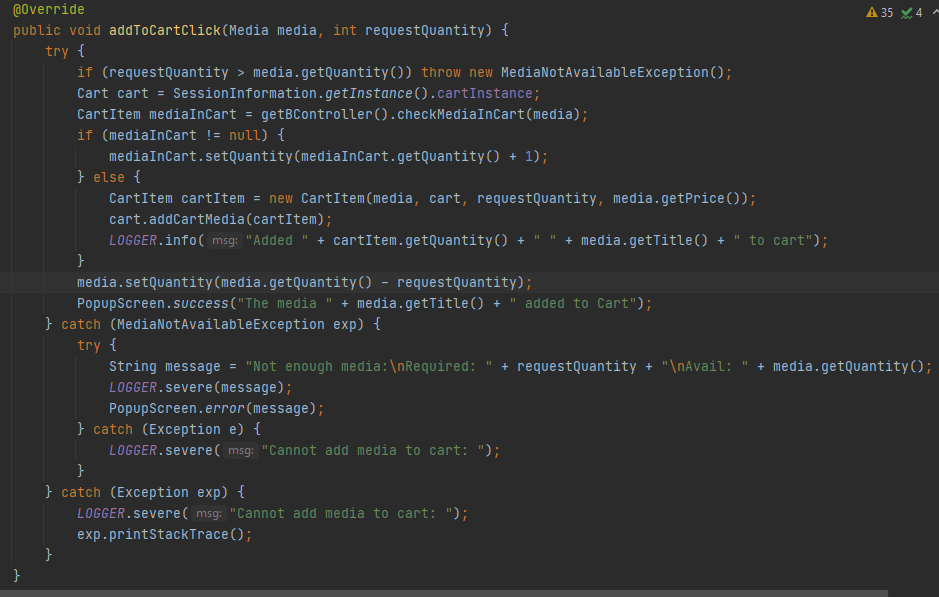 @Override
35 4
public void addToCartClick(Media media, int requestQuantity) {
try {
if (requestQuantity > media.getQuantity()) throw new MediaNotAvailableException();
Cart cart = SessionInformation.getInstance().cartInstance;
CartItem mediaInCart = getBController().checkMediaInCart(media);
if (mediaInCart != null) {
mediaInCart.setQuantity(mediaInCart.getQuantity() + 1);
} else {
CartItem cartItem = new CartItem(media, cart, requestQuantity, media.getPrice());
cart.addCartMedia(cartItem);
LOGGER.info( msg: "Added " + cartItem.getQuantity() + " " + media.getTitle() + " to cart");
}
media.setQuantity(media.getQuantity() - requestQuantity);
PopupScreen.success("The media " + media.getTitle() + " added to Cart");
} catch (MediaNotAvailableException exp) {
try {
String message = "Not enough media:\nRequired: " + requestQuantity + "\nAvail: " + media.getQuantity();
LOGGER.severe(message);
PopupScreen.error(message);
} catch (Exception e) {
LOGGER.severe( msg: "Cannot add media to cart: ");
}
} catch (Exception exp) {
LOGGER.severe( msg: "Cannot add media to cart: ");
exp.printStackTrace();
}
}